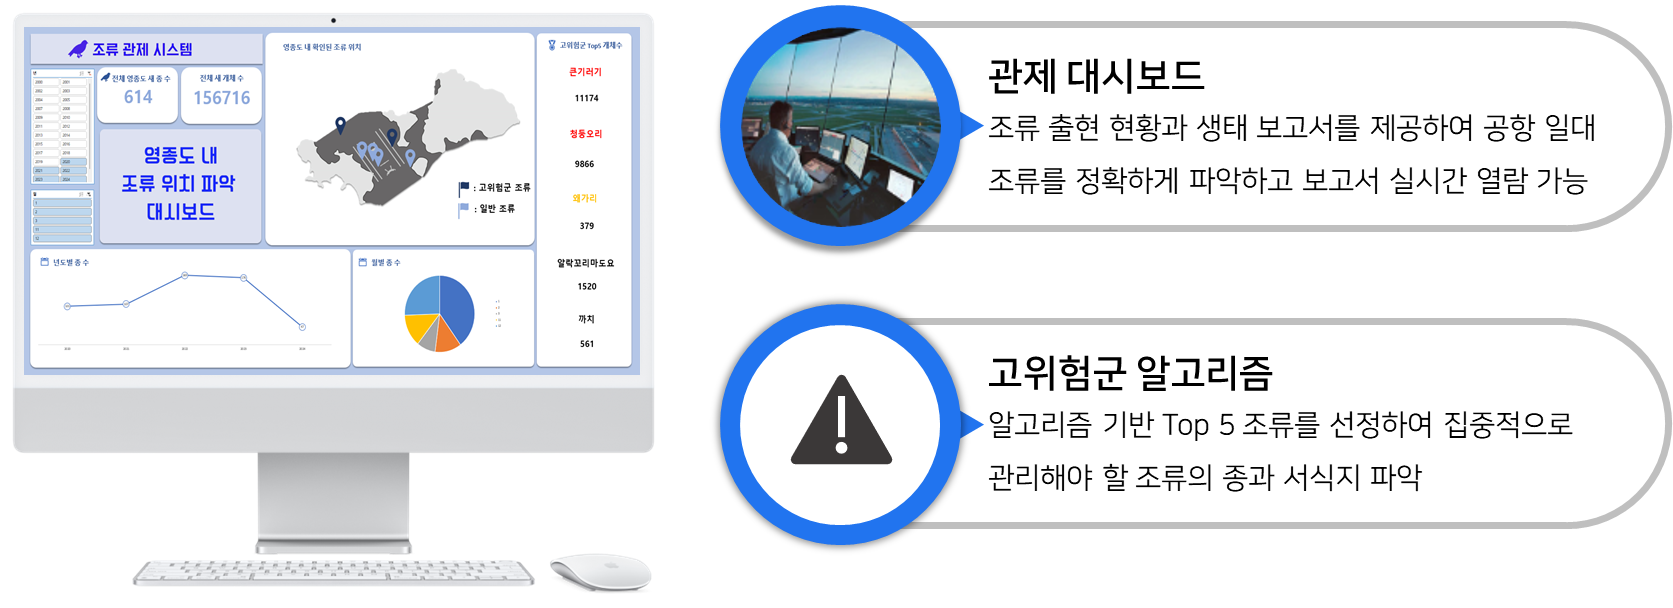 조류 관제 시스템
전체 영종도 새 종 수
614
전체 새 개체 수
156716
영종도 내
조류 위치 파악
대시보드
영종도 내 확인된 조류 위치
: 고위험군 조류
: 일반 조류
고위험군 Top5 개체수
큰기러기
11174
청둥오리
9866
왜가리
379
알락꼬리마도요
1520
까치
561
년도별 종 수
월별 종 수
관제 대시보드
조류 출현 현황과 생태 보고서를 제공하여 공항 일대
조류를 정확하게 파악하고 보고서 실시간 열람 가능
고위험군 알고리즘
알고리즘 기반 Top 5 조류를 선정하여 집중적으로
관리해야 할 조류의 종과 서식지 파악